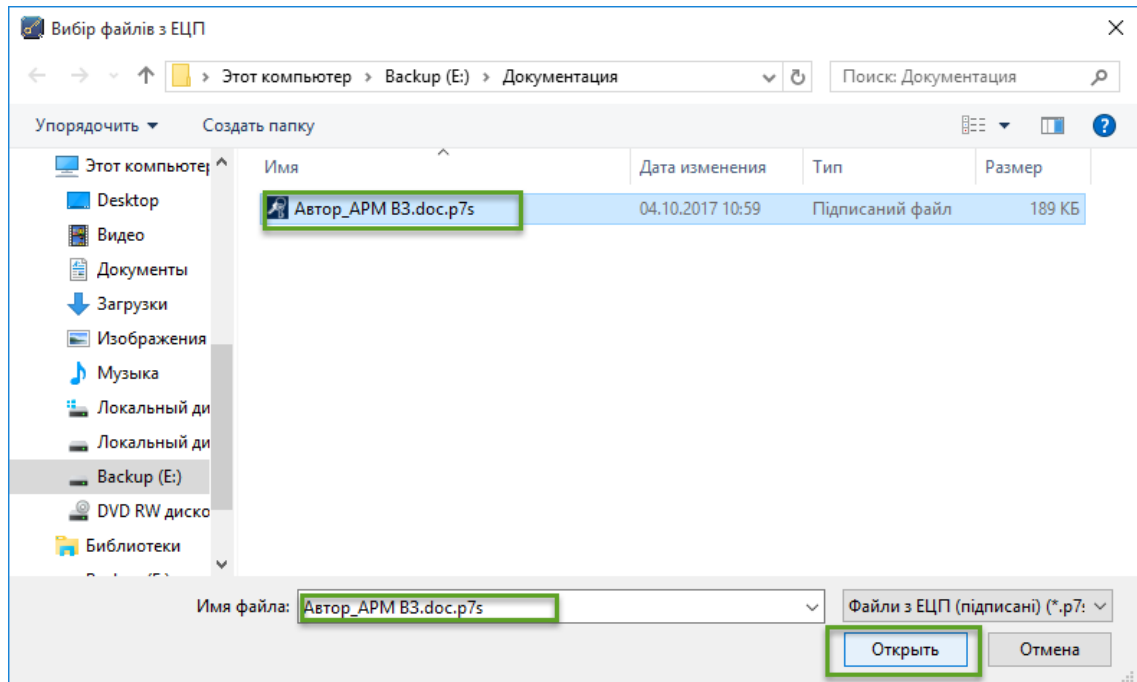 Вибір файлів з ЕЦП
Этот компьютер › Backup (E:) › Документация
Поиск: Документация
Упорядочить
Создать папку
Этот компьютер
Desktop
Видео
Документы
Загрузки
Изображения
Музыка
Локальный ди
Локальный ди
Backup (E:)
DVD RW диско
Библиотеки
Имя Дата изменения Тип Размер
Автор_АРМ ВЗ.doc.p7s 04.10.2017 10:59 Підписаний файл 189 КБ
Имя файла: Автор_АРМ ВЗ.doc.p7s
Файли з ЕЦП (підписані) (*.p7s
Открыть
Отмена